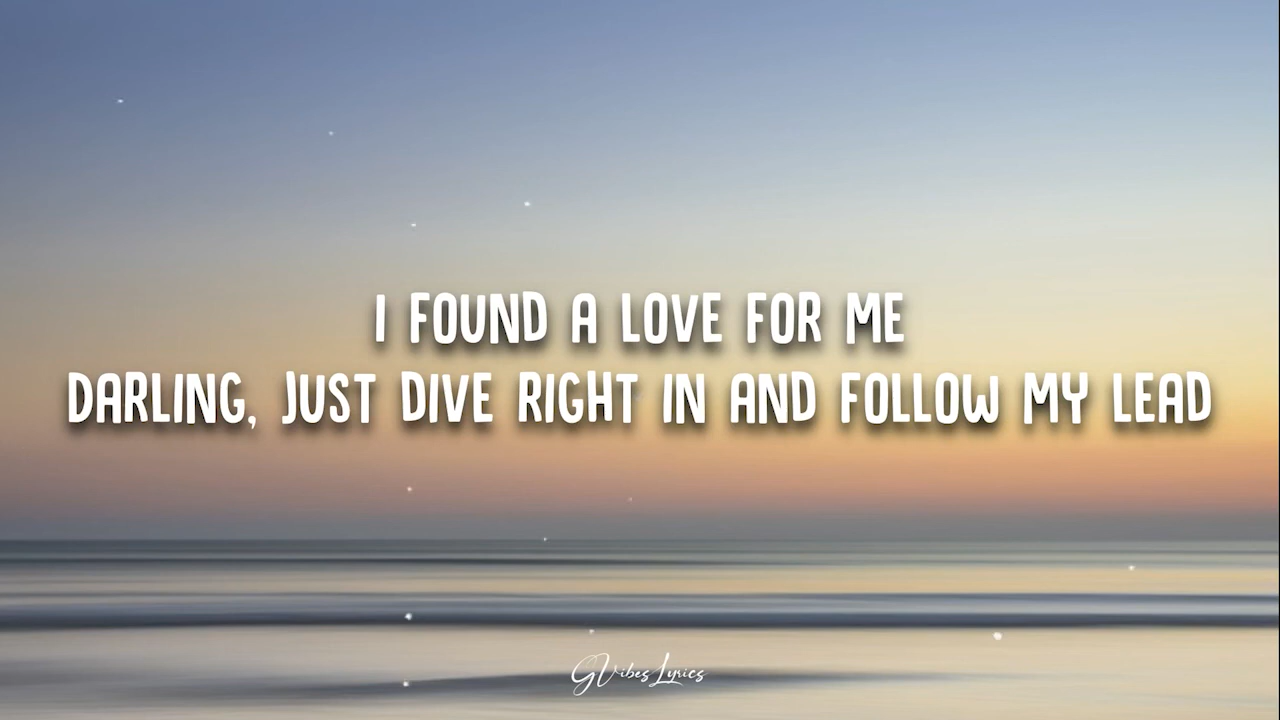 I FOUND A LOVE FOR ME
DARLING, JUST DIVE RIGHT IN AND FOLLOW MY LEAD
GVibes Lyrics